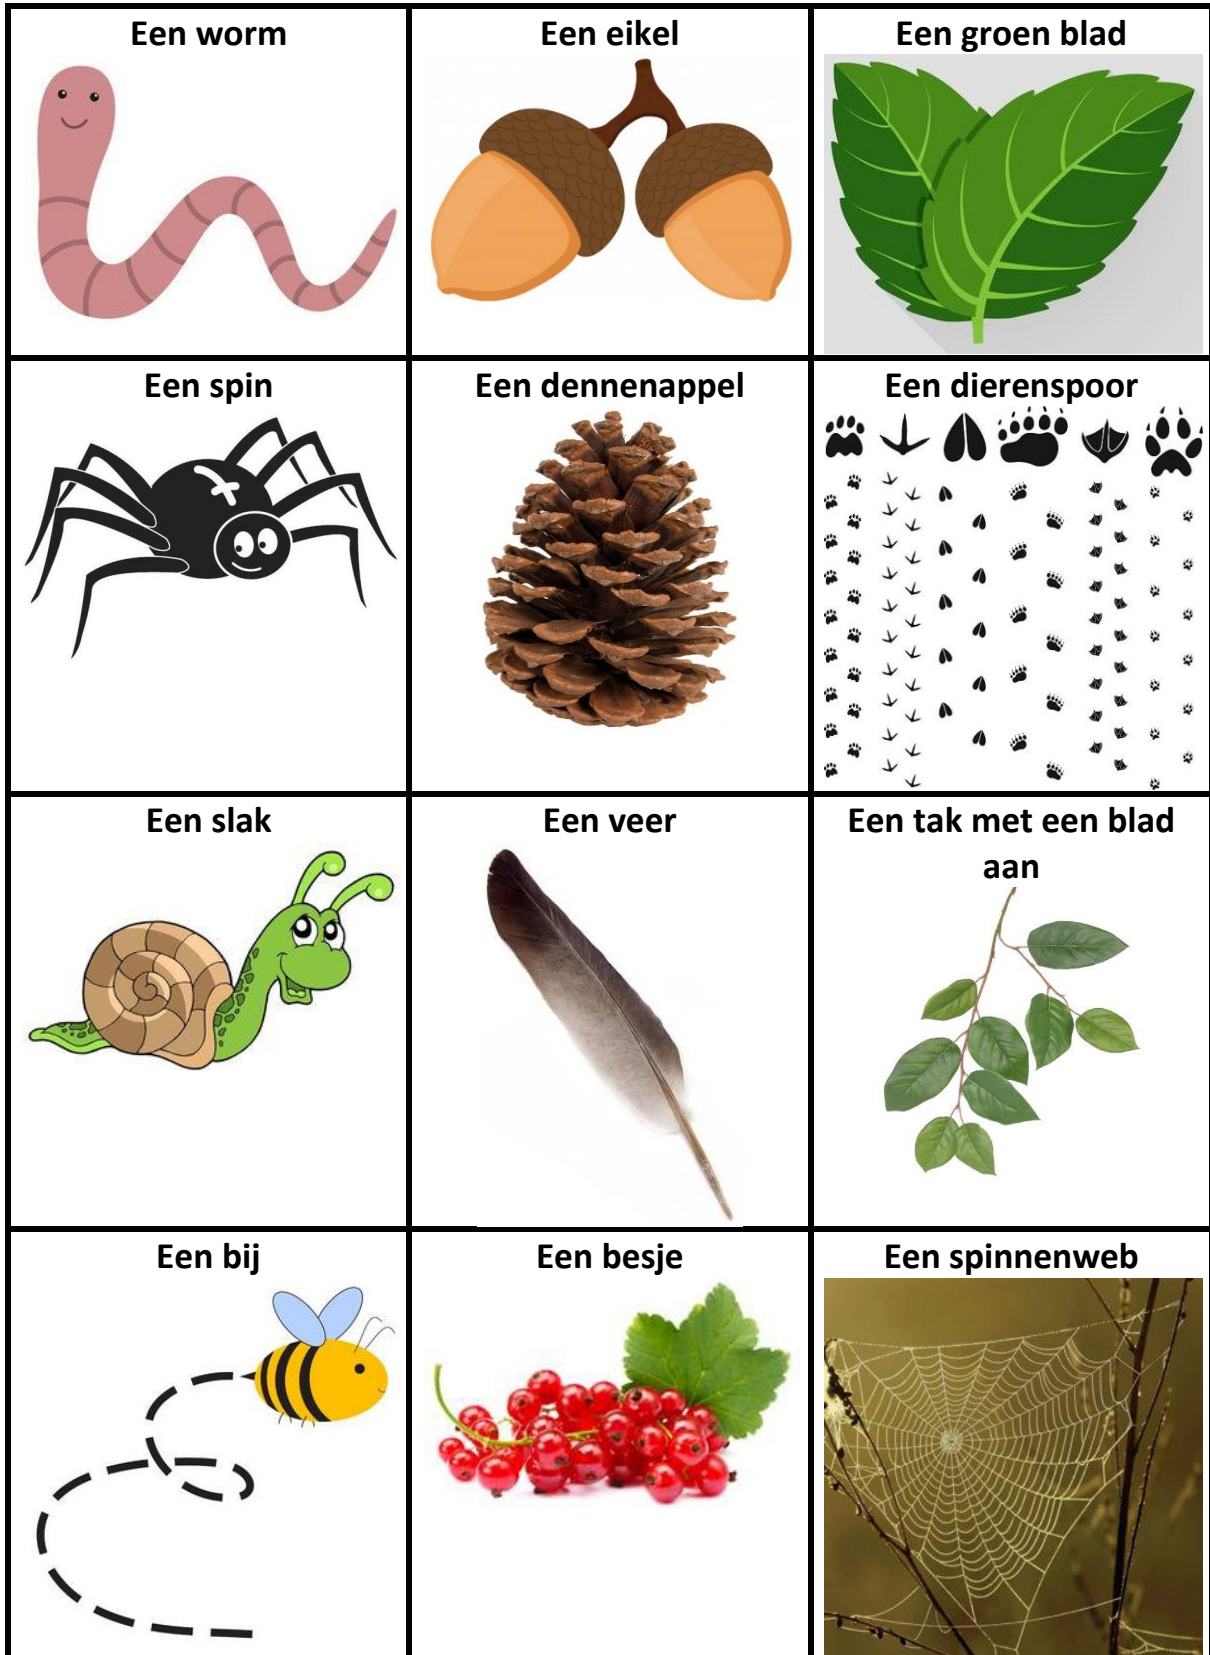 Een worm
Een eikel
Een groen blad
Een spin
Een dennenappel
Een dierenspoor
Een slak
Een veer
Een tak met een blad
aan
Een bij
Een besje
Een spinnenweb